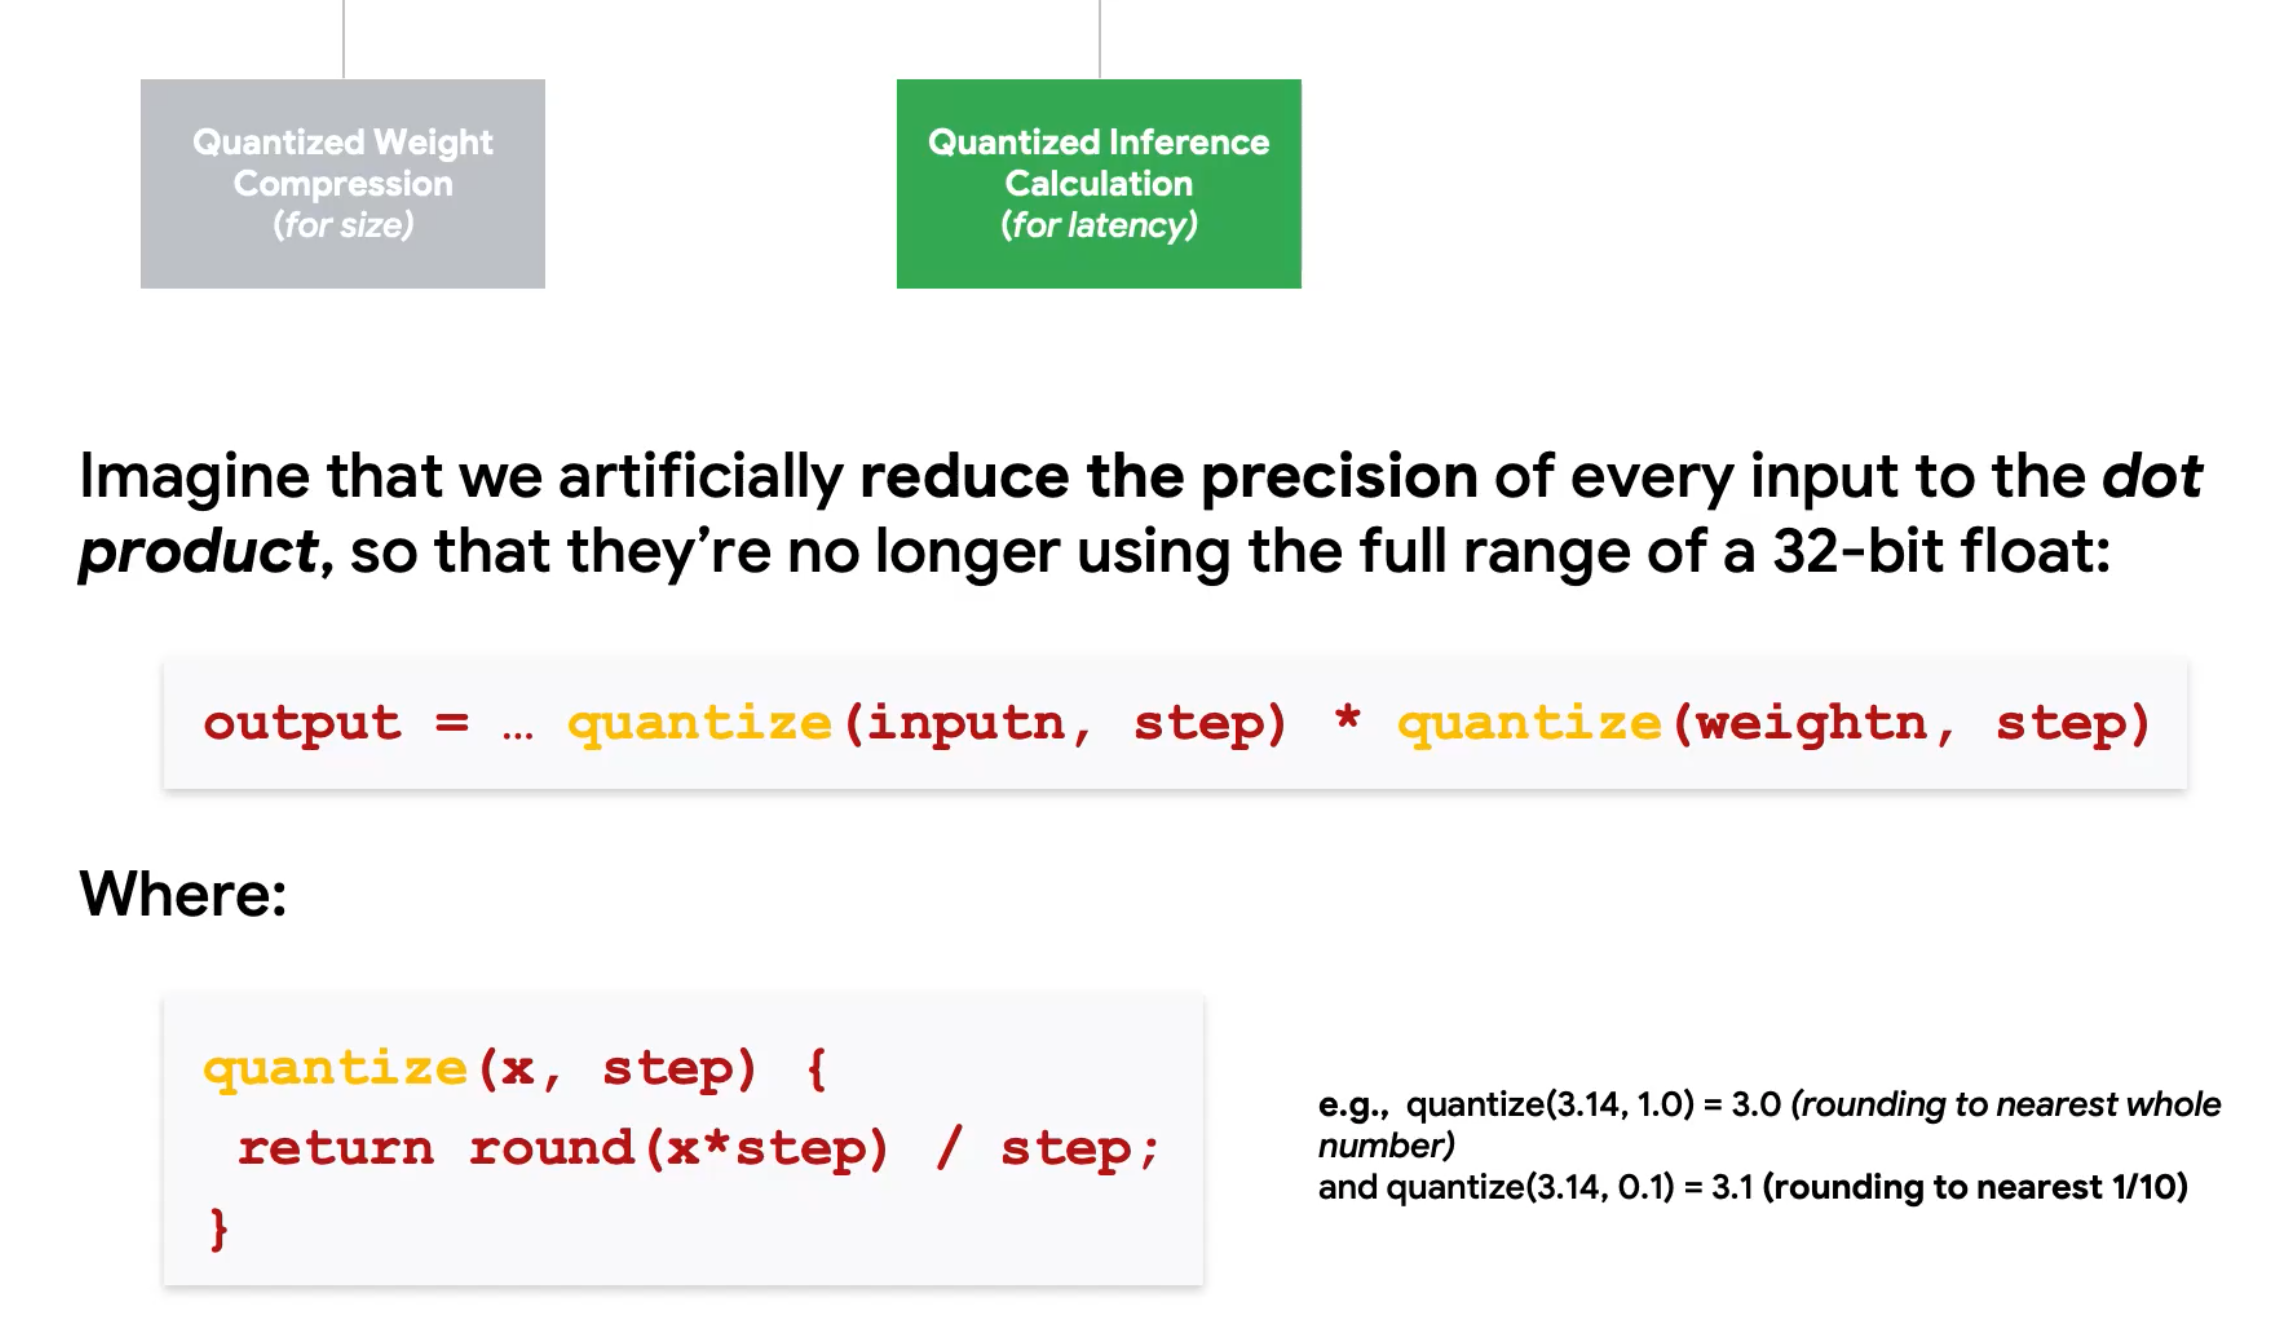 Quantized Weight
Compression
(for size)
Quantized Inference
Calculation
(for latency)
Imagine that we artificially reduce the precision of every input to the dot
product, so that they’re no longer using the full range of a 32-bit float:
output = … quantize(inputn, step) * quantize(weightn, step)
Where:
quantize(x, step) {
return round(x*step) / step;
}
e.g., quantize(3.14, 1.0) = 3.0 (rounding to nearest whole
number)
and quantize(3.14, 0.1) = 3.1 (rounding to nearest 1/10)